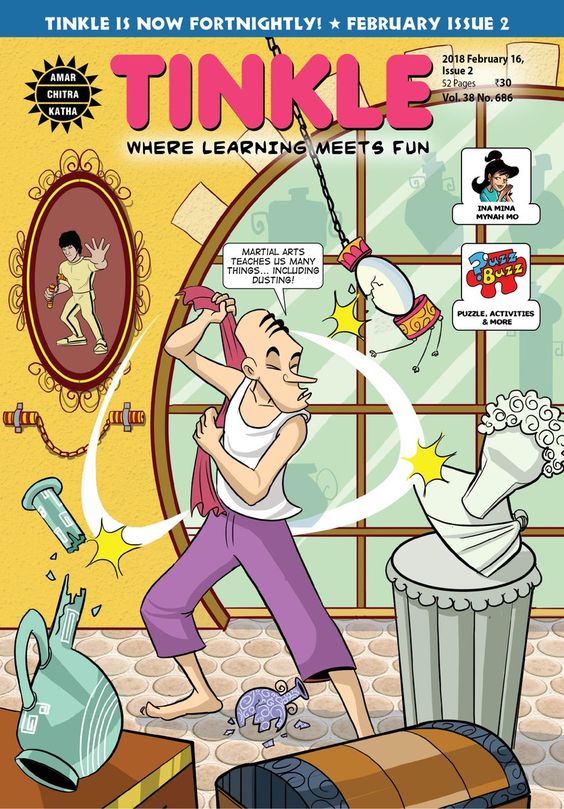 TINKLE IS NOW FORTNIGHTLY! ★ FEBRUARY ISSUE 2
AMAR
CHITRA
KATHA
TINKLE
WHERE LEARNING MEETS FUN
2018 February 16,
Issue 2
52 Pages ₹30
Vol. 38 No. 686
INA MINA
MYNAH MO
MARTIAL ARTS
TEACHES US MANY
THINGS... INCLUDING
DUSTING!
Fuzz
Buzz
PUZZLE, ACTIVITIES
& MORE